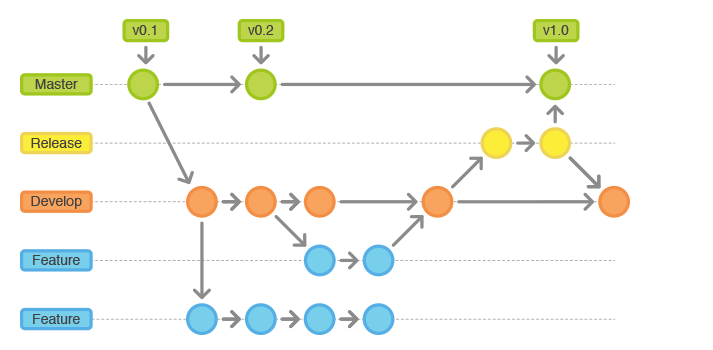 v0.1
v0.2
v1.0
Master
Release
Develop
Feature
Feature